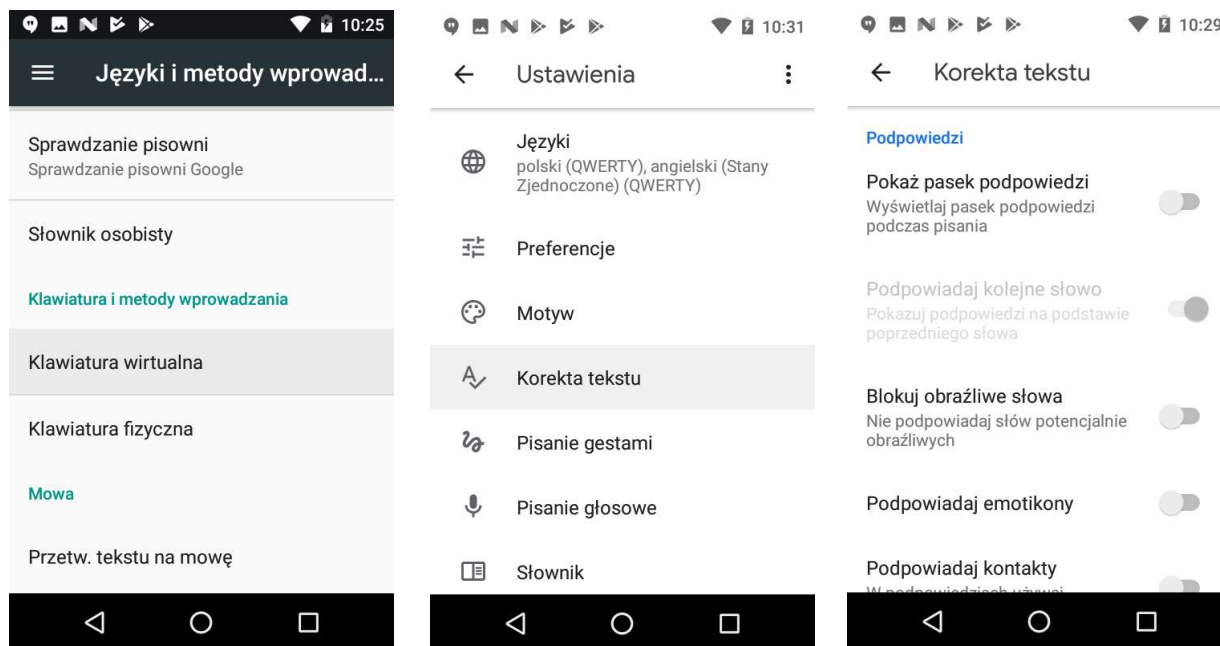 10:25
Języki i metody wprowad...
Sprawdzanie pisowni
Sprawdzanie pisowni Google
Słownik osobisty
Klawiatura i metody wprowadzania
Klawiatura wirtualna
Klawiatura fizyczna
Mowa
Przetw. tekstu na mowę
10:31
Ustawienia
Języki
polski (QWERTY), angielski (Stany
Zjednoczone) (QWERTY)
Preferencje
Motyw
Korekta tekstu
Pisanie gestami
Pisanie głosowe
Słownik
10:29
Korekta tekstu
Podpowiedzi
Pokaż pasek podpowiedzi
Wyświetlaj pasek podpowiedzi
podczas pisania
Podpowiadaj kolejne słowo
Pokazuj podpowiedzi na podstawie
poprzedniego słowa
Blokuj obraźliwe słowa
Nie podpowiadaj słów potencjalnie
obraźliwych
Podpowiadaj emotikony
Podpowiadaj kontakty
W podpowiedziach używaj